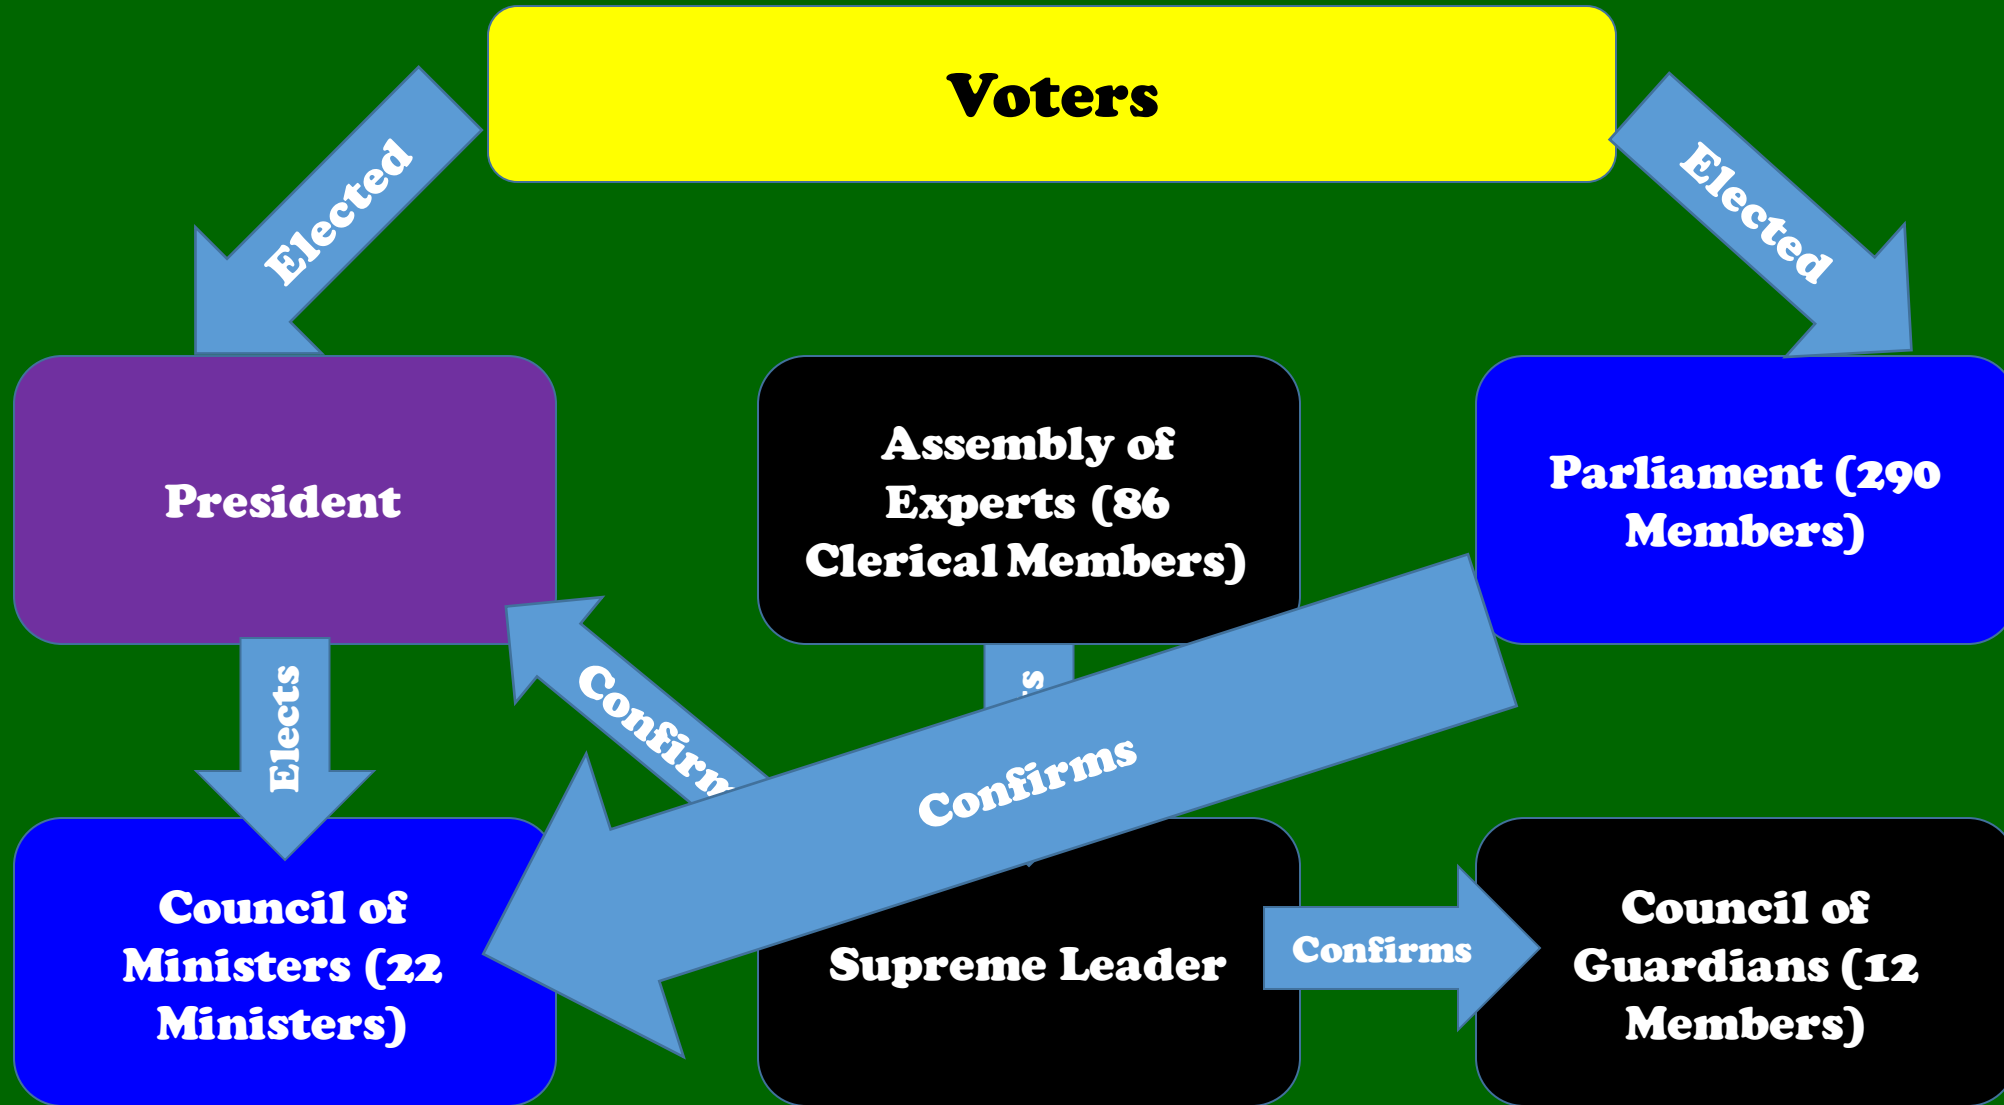 Voters
Elected
Elected
President
Assembly of
Experts (86
Clerical Members)
Parliament (290
Members)
Elects
Confirms
Council of
Ministers (22
Ministers)
Supreme Leader
Confirms
Council of
Guardians (12
Members)